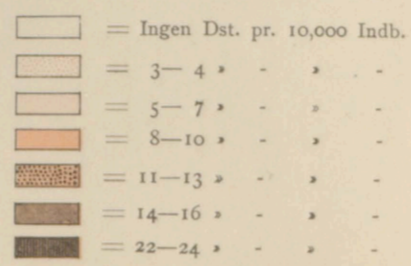 = Ingen Dst. pr. 10,000 Indb.
= 3— 4 » - » -
= 5— 7 » - » -
= 8—10 » - » -
= 11—13 » - » -
= 14—16 » - » -
= 22—24 » - » -